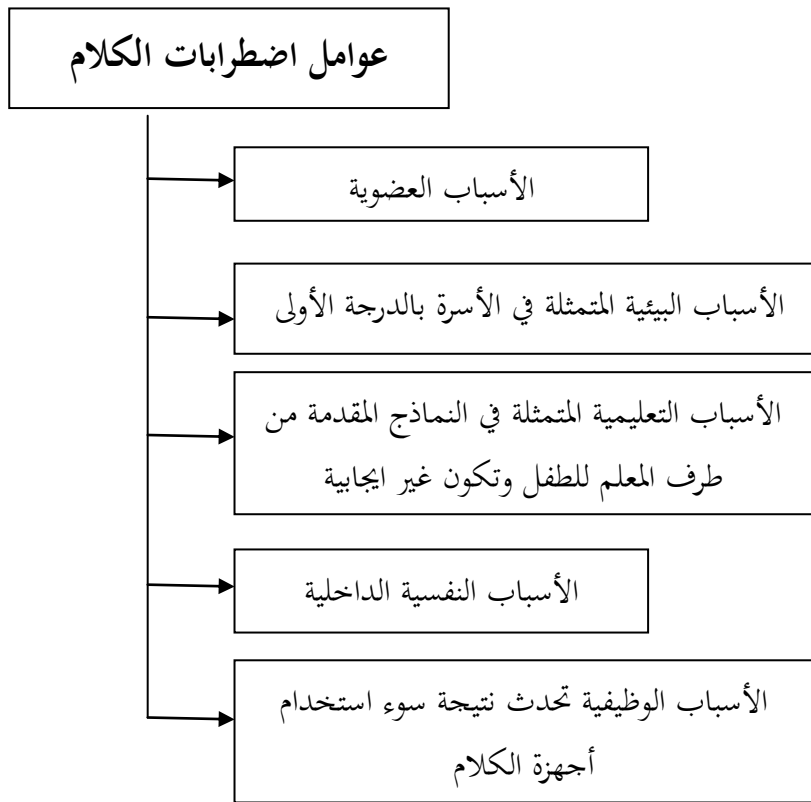 عوامل اضطرابات الكلام
الأسباب العضوية
الأسباب البيئية المتمثلة في الأسرة بالدرجة الأولى
الأسباب التعليمية المتمثلة في النماذج المقدمة من
طرف المعلم للطفل وتكون غير ايجابية
الأسباب النفسية الداخلية
الأسباب الوظيفية تحدث نتيجة سوء استخدام
أجهزة الكلام